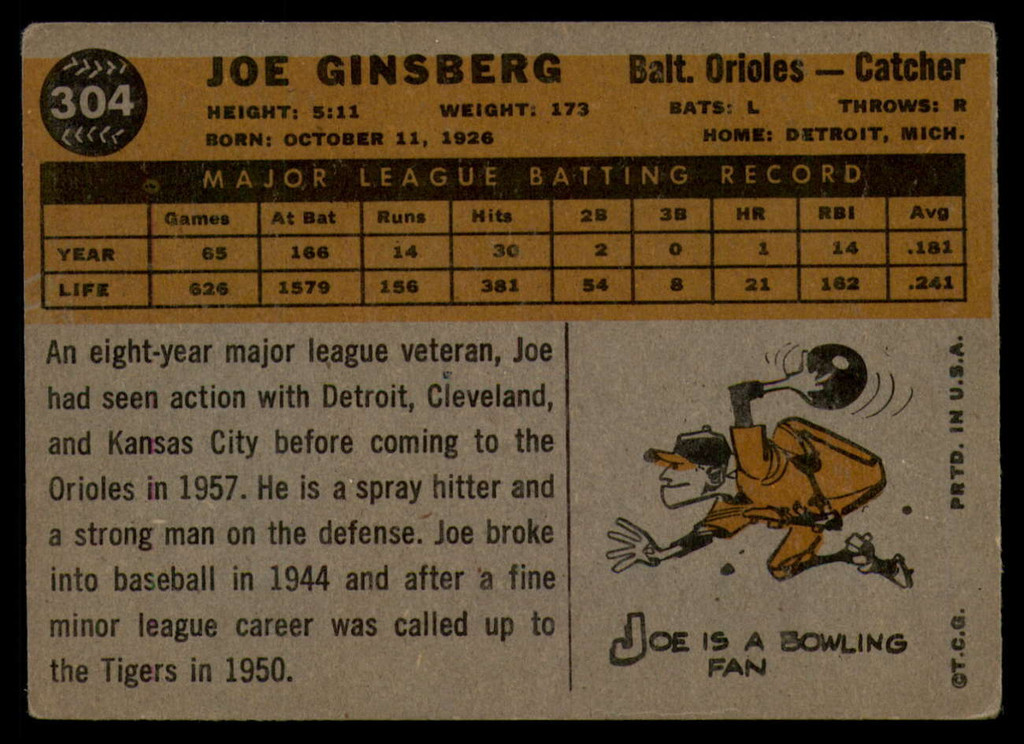 304
JOE GINSBERG Balt. Orioles — Catcher
HEIGHT: 5:11 WEIGHT: 173 BATS: L THROWS: R
BORN: OCTOBER 11, 1926 HOME: DETROIT, MICH.
MAJOR LEAGUE BATTING RECORD
Games At Bat Runs Hits 2B 3B HR RBI Avg
YEAR 65 166 14 30 2 0 1 14 .181
LIFE 626 1579 156 381 54 8 21 162 .241
An eight-year major league veteran, Joe
had seen action with Detroit, Cleveland,
and Kansas City before coming to the
Orioles in 1957. He is a spray hitter and
a strong man on the defense. Joe broke
into baseball in 1944 and after a fine
minor league career was called up to
the Tigers in 1950.
JOE IS A BOWLING
FAN
©T.C.G. PRTD. IN U.S.A.